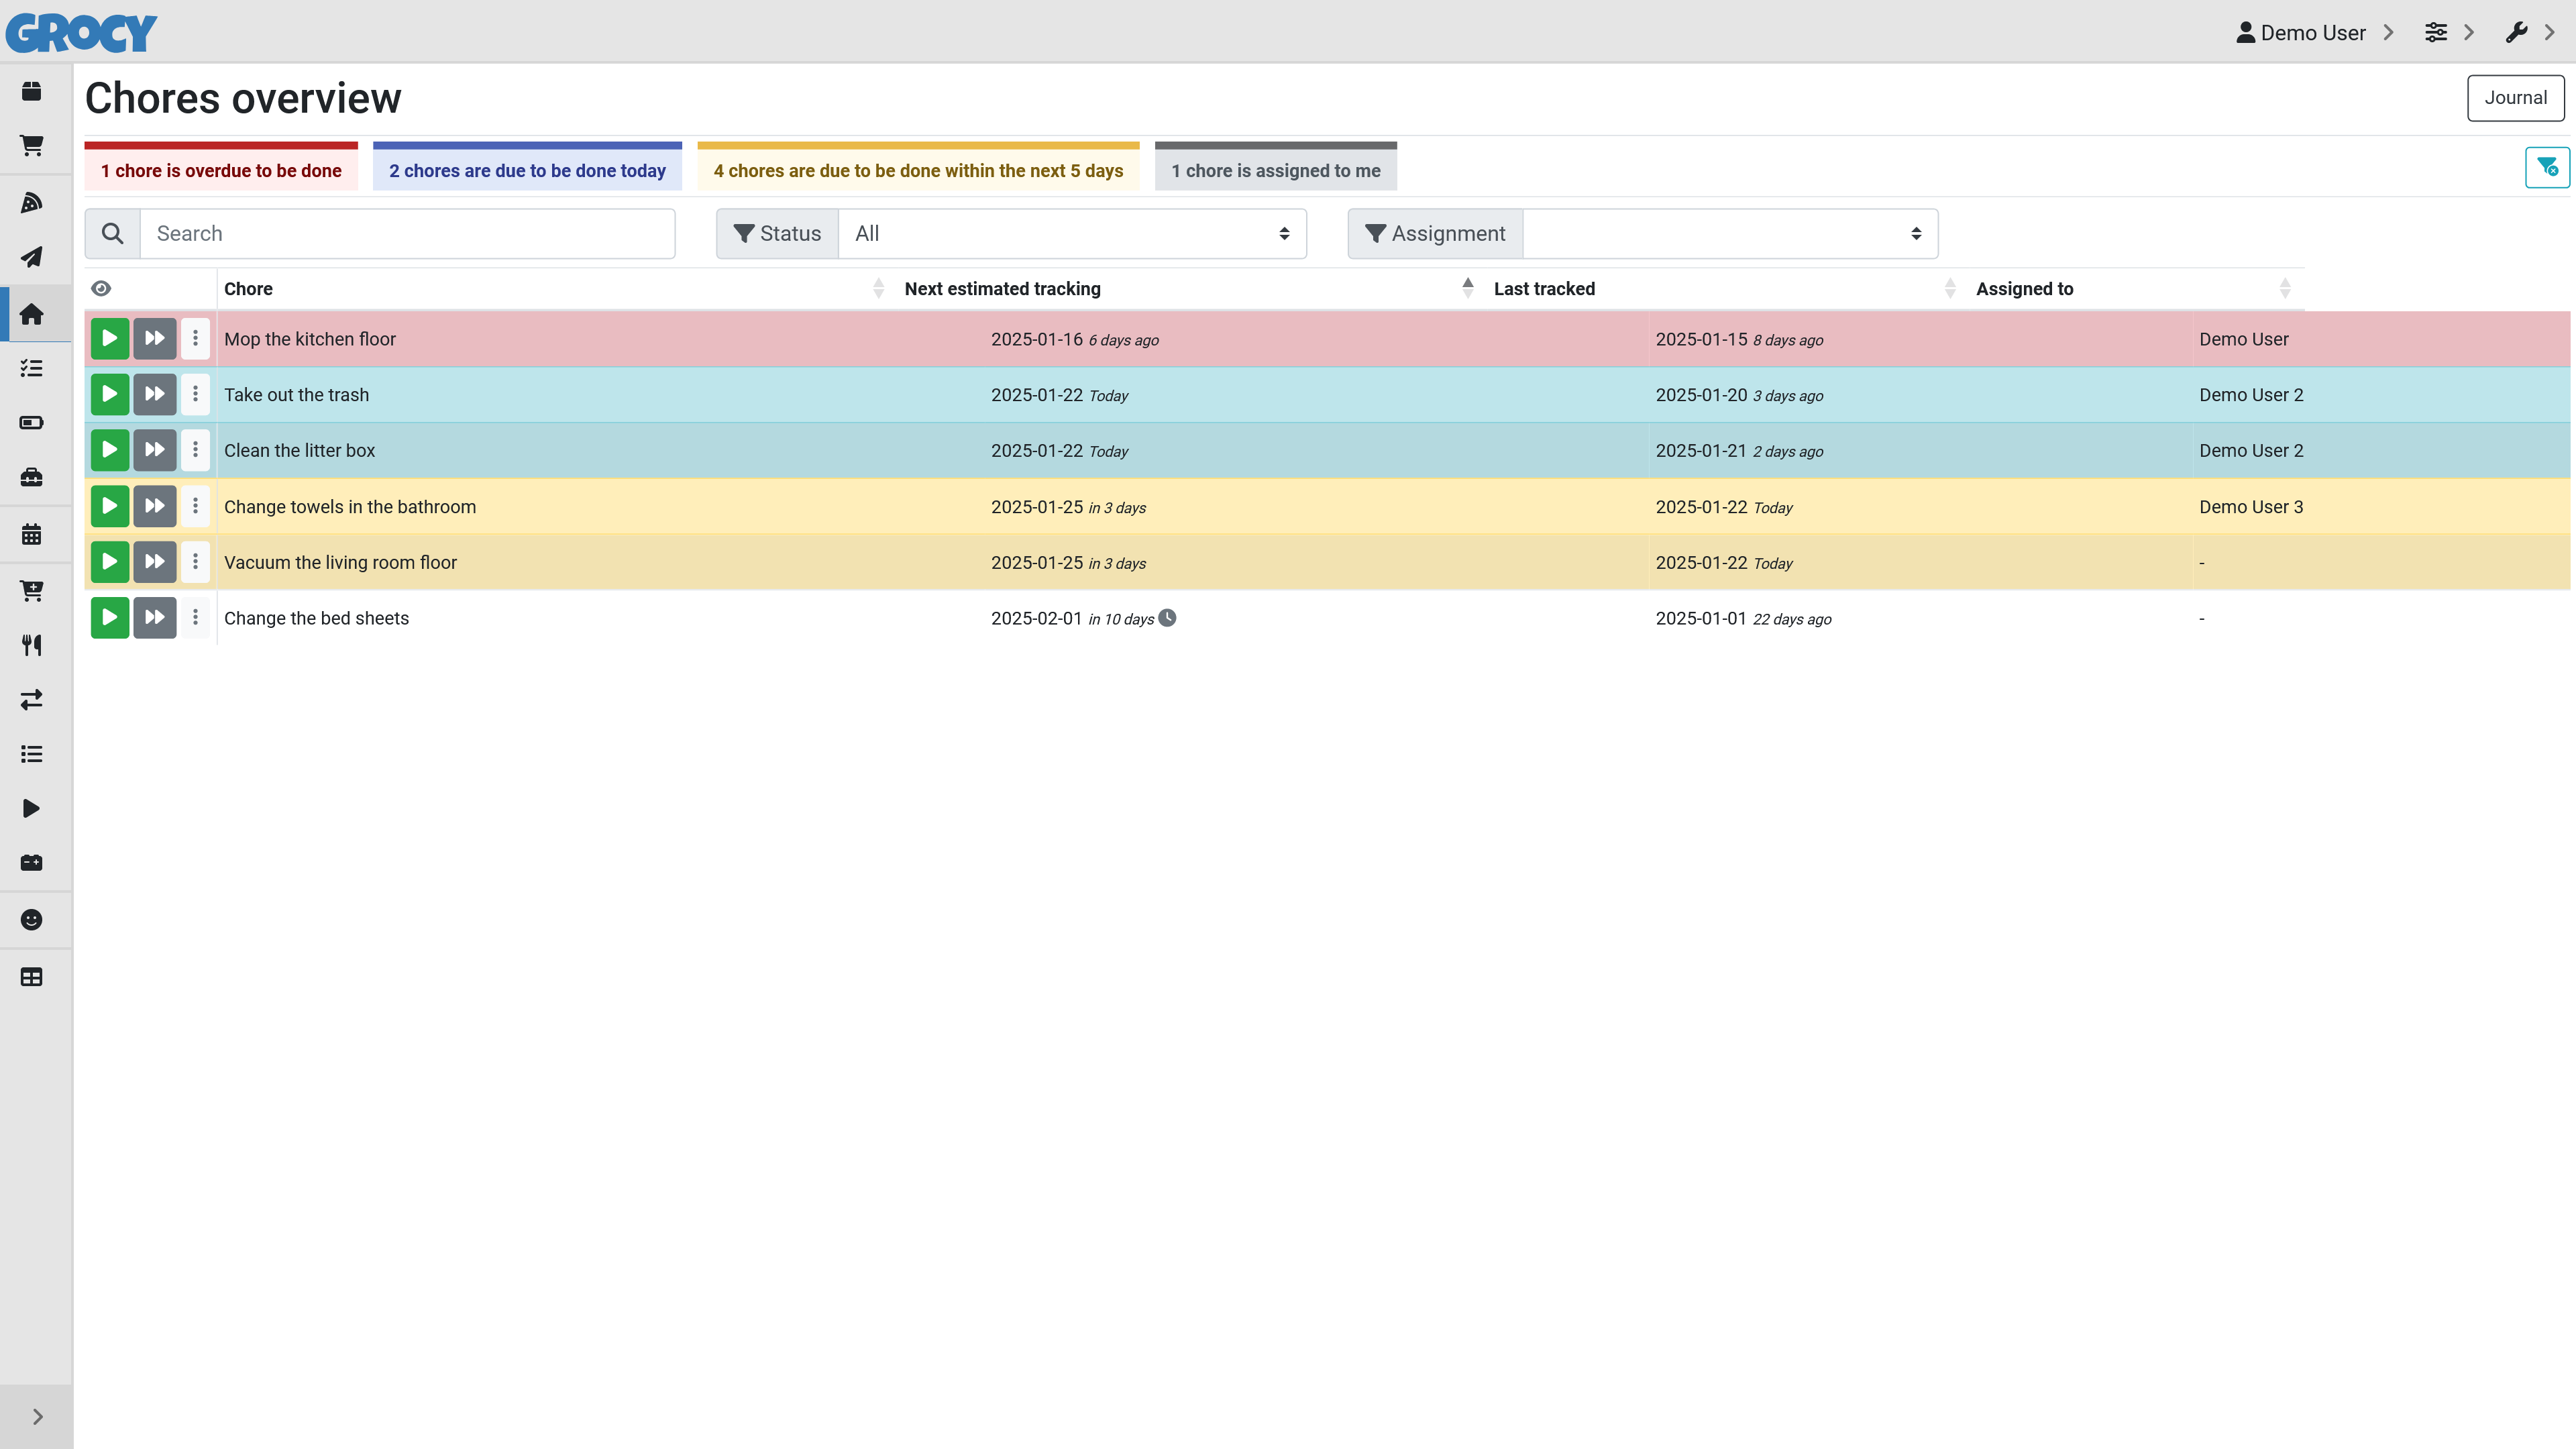 GROCY
Demo User
Chores overview
Journal
1 chore is overdue to be done
2 chores are due to be done today
4 chores are due to be done within the next 5 days
1 chore is assigned to me
Search
Status
All
Assignment
Chore Next estimated tracking Last tracked Assigned to
Mop the kitchen floor 2025-01-16 6 days ago 2025-01-15 8 days ago Demo User
Take out the trash 2025-01-22 Today 2025-01-20 3 days ago Demo User 2
Clean the litter box 2025-01-22 Today 2025-01-21 2 days ago Demo User 2
Change towels in the bathroom 2025-01-25 in 3 days 2025-01-22 Today Demo User 3
Vacuum the living room floor 2025-01-25 in 3 days 2025-01-22 Today -
Change the bed sheets 2025-02-01 in 10 days 2025-01-01 22 days ago -